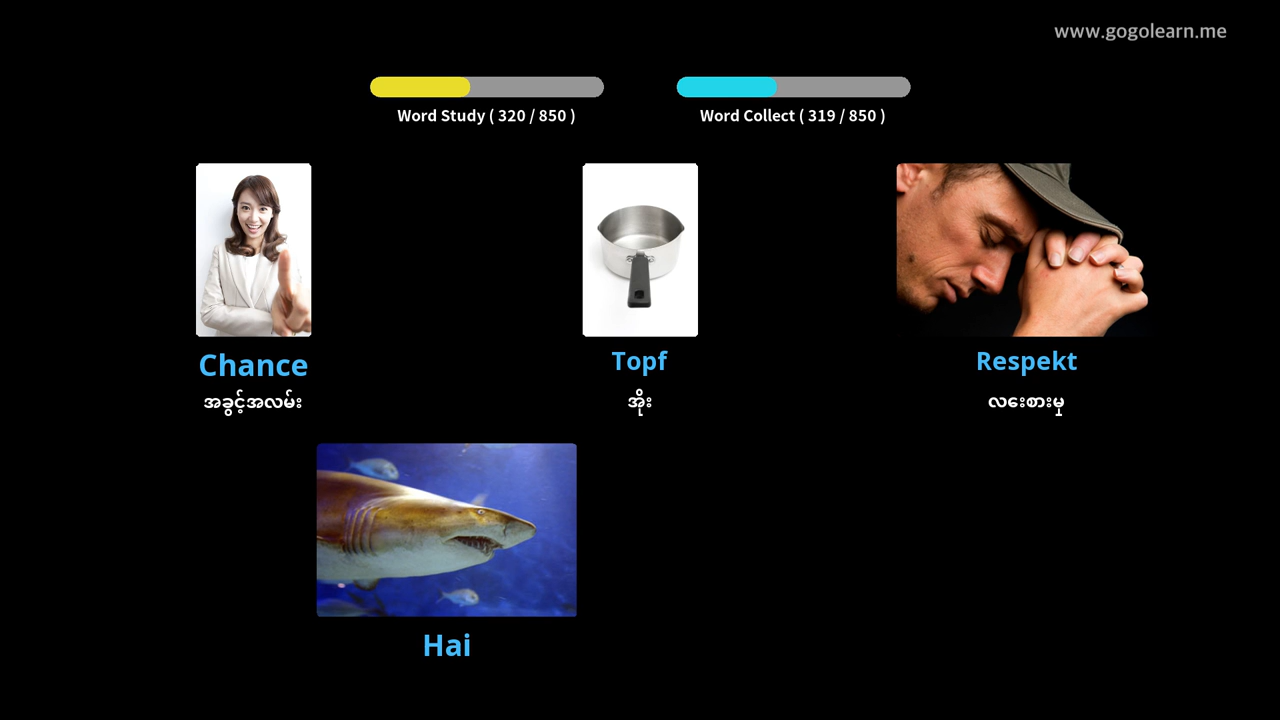 www.gogolearn.me
Word Study ( 320 / 850 )
Word Collect ( 319 / 850 )
Chance
Topf
Respekt
အခွင့်အလမ်း
အိုး
လးေစားမှု
Hai